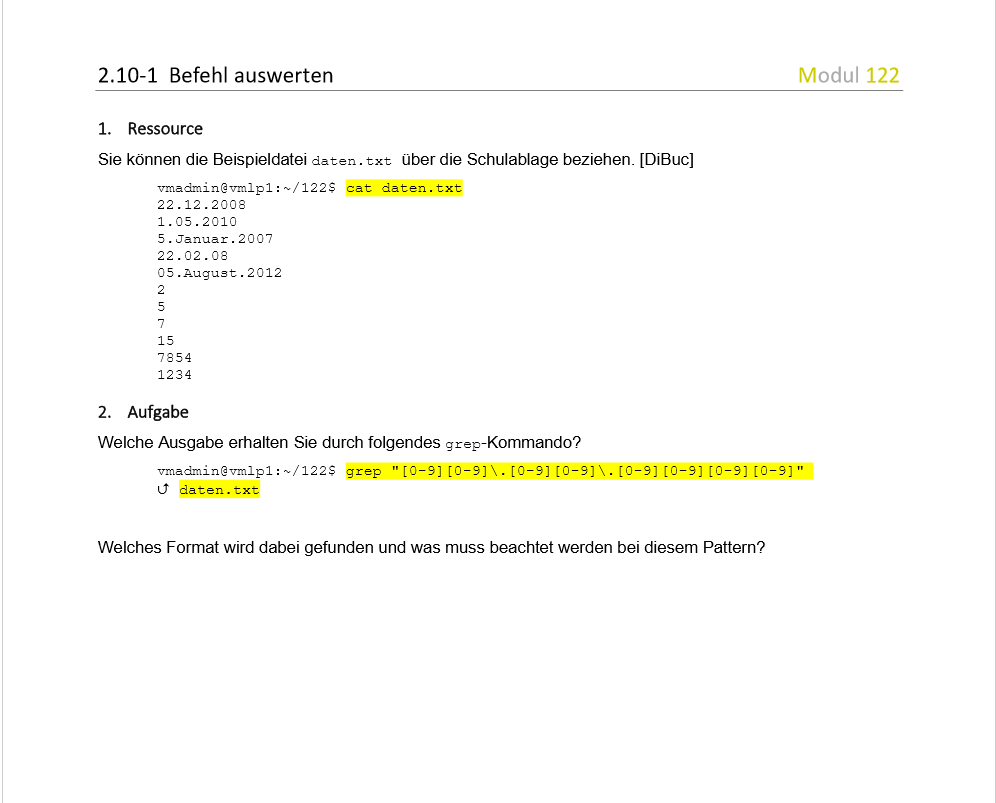 2.10-1 Befehl auswerten Modul 122
1. Ressource
Sie können die Beispieldatei daten.txt über die Schulablage beziehen. [DiBuc]
vmadmin@vmlp1:~/122$ cat daten.txt
22.12.2008
1.05.2010
5.Januar.2007
22.02.08
05.August.2012
2
5
7
15
7854
1234
2. Aufgabe
Welche Ausgabe erhalten Sie durch folgendes grep-Kommando?
vmadmin@vmlp1:~/122$ grep "[0-9][0-9]\.[0-9][0-9]\.[0-9][0-9][0-9][0-9]"
⮍ daten.txt
Welches Format wird dabei gefunden und was muss beachtet werden bei diesem Pattern?